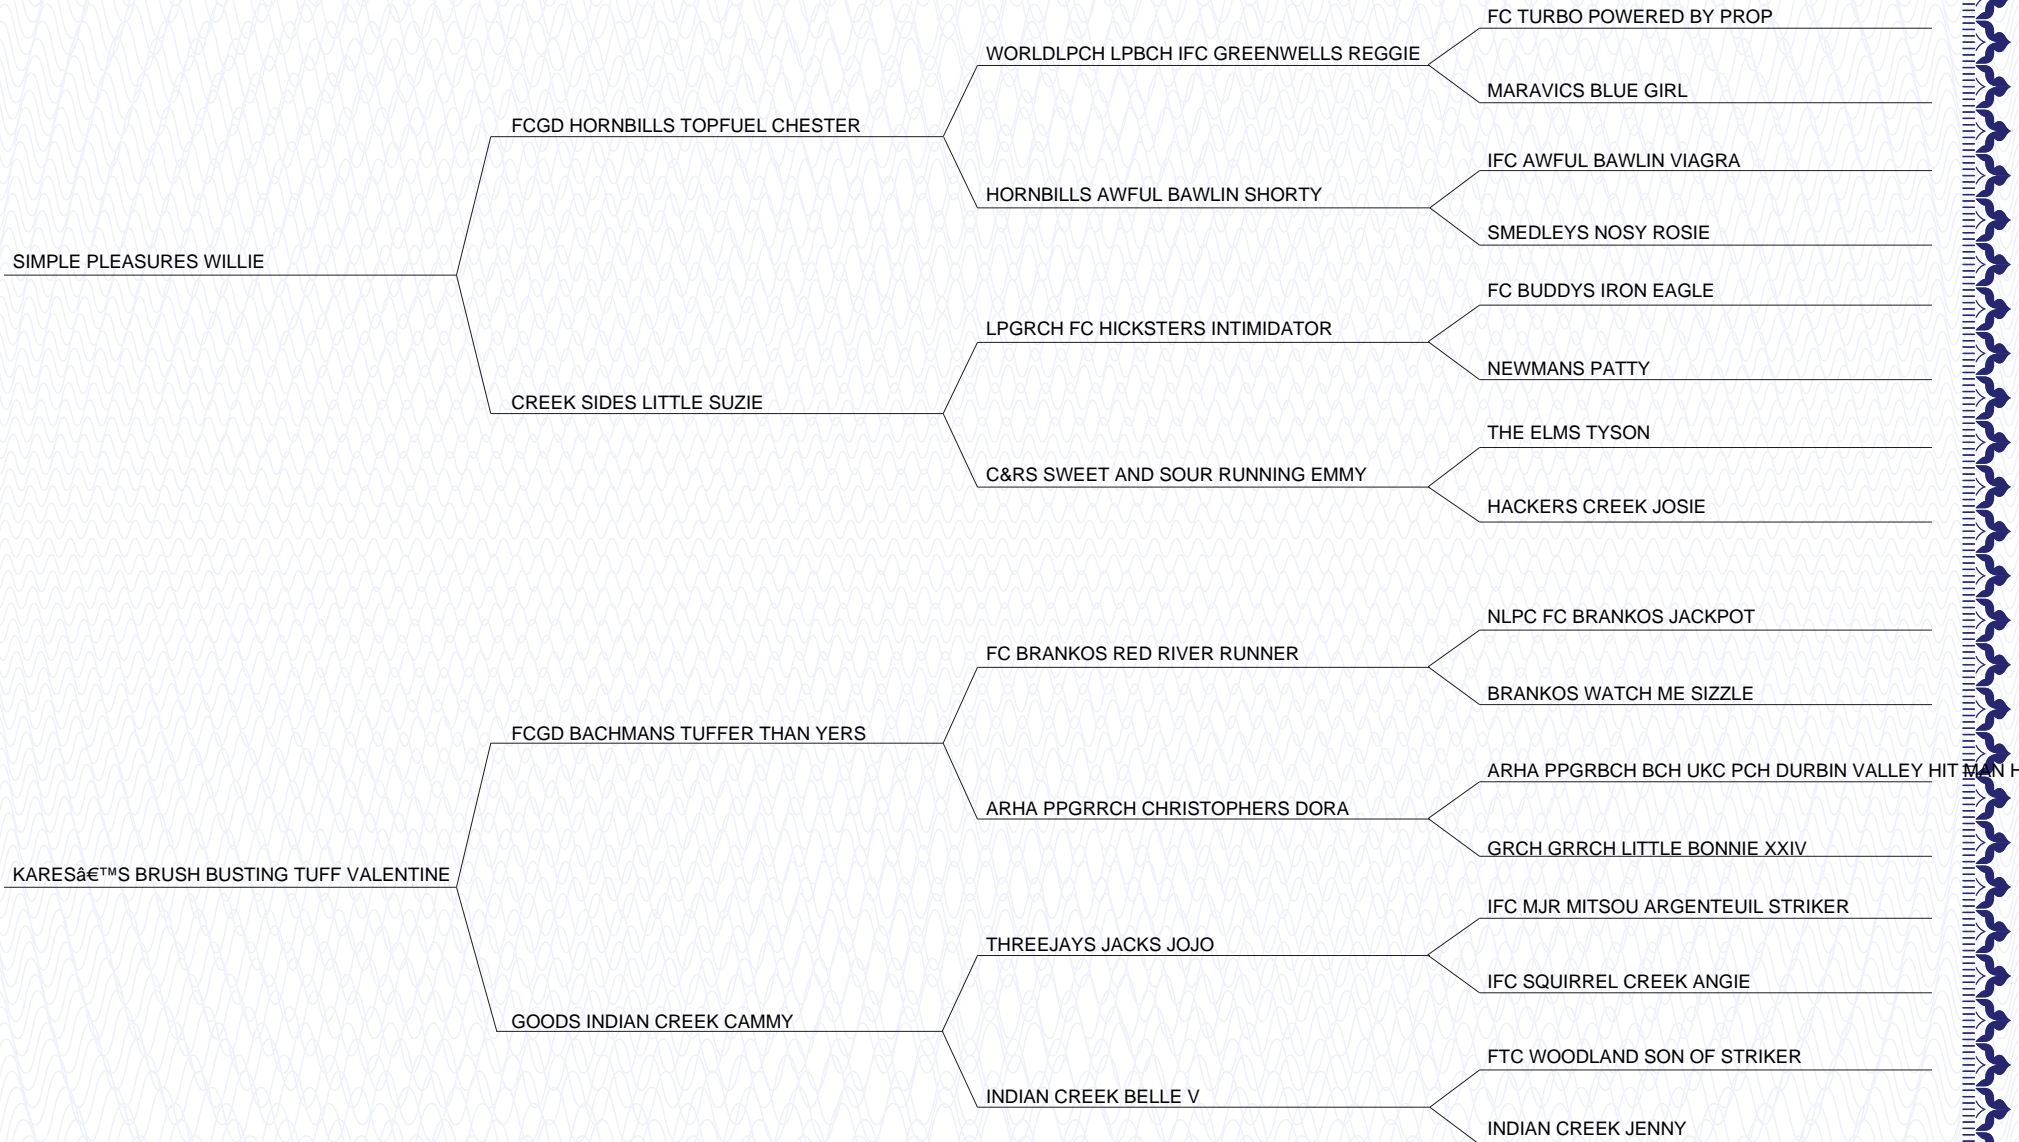 FC TURBO POWERED BY PROP
WORLDLPCH LPBCH IFC GREENWELLS REGGIE
MARAVICS BLUE GIRL
FCGD HORNBILLS TOPFUEL CHESTER
IFC AWFUL BAWLIN VIAGRA
HORNBILLS AWFUL BAWLIN SHORTY
SMEDLEYS NOSY ROSIE
SIMPLE PLEASURES WILLIE
FC BUDDYS IRON EAGLE
LPGRCH FC HICKSTERS INTIMIDATOR
NEWMANS PATTY
CREEK SIDES LITTLE SUZIE
THE ELMS TYSON
C&RS SWEET AND SOUR RUNNING EMMY
HACKERS CREEK JOSIE
NLPC FC BRANKOS JACKPOT
FC BRANKOS RED RIVER RUNNER
BRANKOS WATCH ME SIZZLE
FCGD BACHMANS TUFFER THAN YERS
ARHA PPGRBCH BCH UKC PCH DURBIN VALLEY HIT MAN H
ARHA PPGRRCH CHRISTOPHERS DORA
GRCH GRRCH LITTLE BONNIE XXIV
KARESâ€™S BRUSH BUSTING TUFF VALENTINE
IFC MJR MITSOU ARGENTEUIL STRIKER
THREEJAYS JACKS JOJO
IFC SQUIRREL CREEK ANGIE
GOODS INDIAN CREEK CAMMY
FTC WOODLAND SON OF STRIKER
INDIAN CREEK BELLE V
INDIAN CREEK JENNY